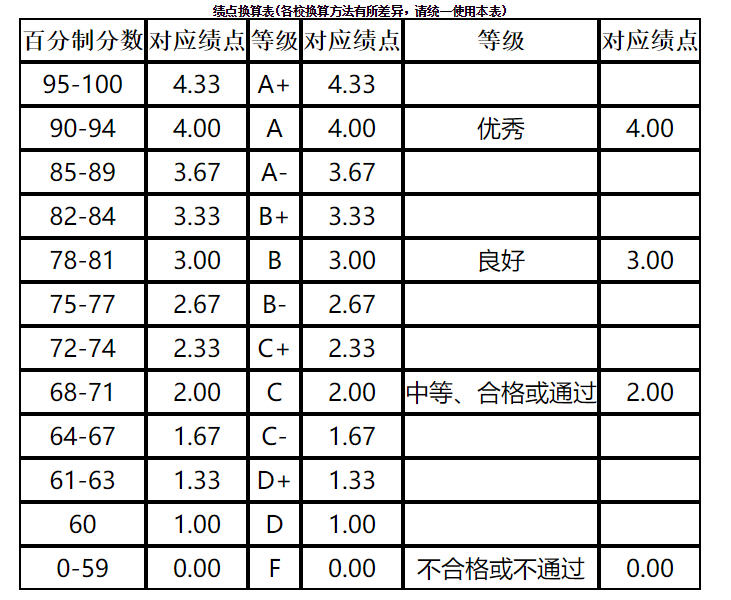 绩点换算表(各校换算方法有所差异，请统一使用本表)
百分制分数 对应绩点 等级 对应绩点 等级 对应绩点
95-100 4.33 A+ 4.33
90-94 4.00 A 4.00 优秀 4.00
85-89 3.67 A- 3.67
82-84 3.33 B+ 3.33
78-81 3.00 B 3.00 良好 3.00
75-77 2.67 B- 2.67
72-74 2.33 C+ 2.33
68-71 2.00 C 2.00 中等、合格或通过 2.00
64-67 1.67 C- 1.67
61-63 1.33 D+ 1.33
60 1.00 D 1.00
0-59 0.00 F 0.00 不合格或不通过 0.00